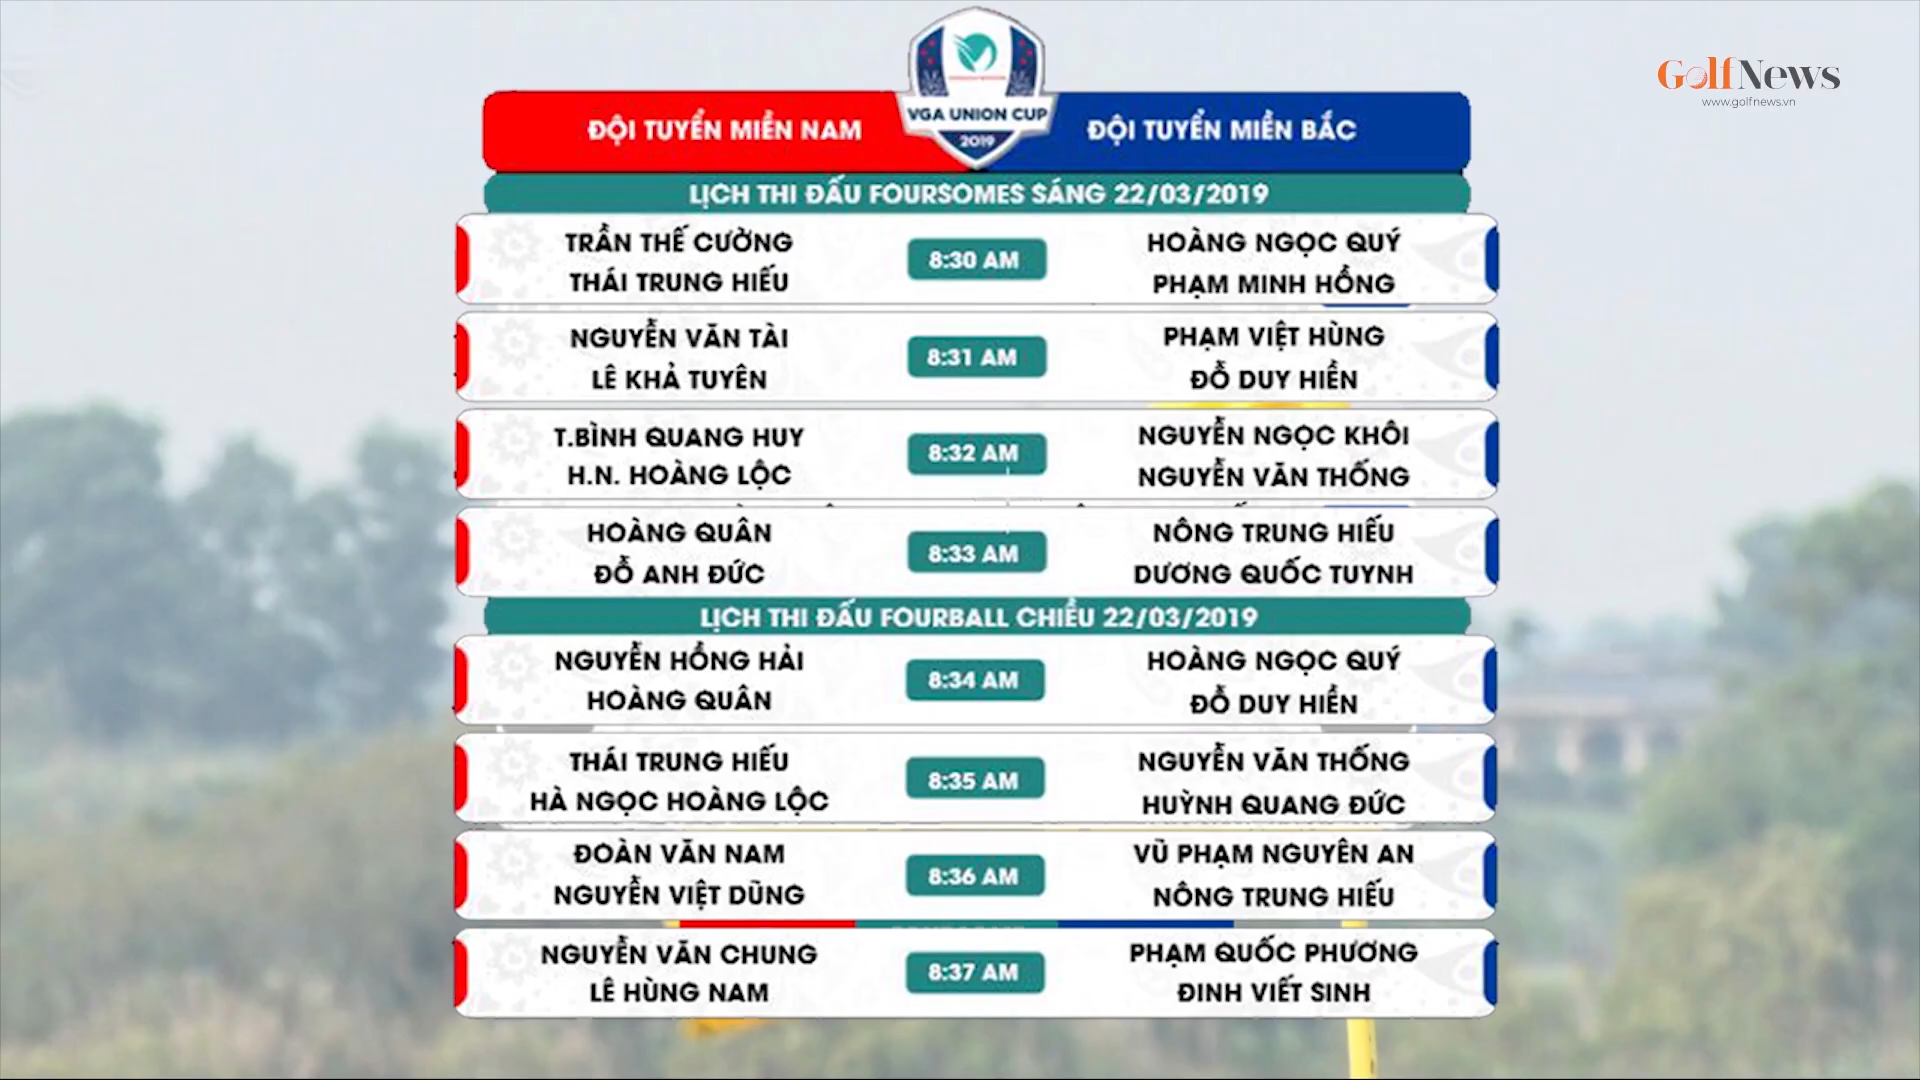 GolfNews
www.golfnews.vn
VGA UNION CUP
2019
ĐỘI TUYỂN MIỀN NAM
ĐỘI TUYỂN MIỀN BẮC
LỊCH THI ĐẤU FOURSOMES SÁNG 22/03/2019
TRẦN THẾ CƯỜNG
THÁI TRUNG HIẾU
8:30 AM
HOÀNG NGỌC QUÝ
PHẠM MINH HỒNG
NGUYỄN VĂN TÀI
LÊ KHẢ TUYÊN
8:31 AM
PHẠM VIỆT HÙNG
ĐỖ DUY HIỀN
T.BÌNH QUANG HUY
H.N. HOÀNG LỘC
8:32 AM
NGUYỄN NGỌC KHÔI
NGUYỄN VĂN THỐNG
HOÀNG QUÂN
ĐỖ ANH ĐỨC
8:33 AM
NÔNG TRUNG HIẾU
DƯƠNG QUỐC TUYNH
LỊCH THI ĐẤU FOURBALL CHIỀU 22/03/2019
NGUYỄN HỒNG HẢI
HOÀNG QUÂN
8:34 AM
HOÀNG NGỌC QUÝ
ĐỖ DUY HIỀN
THÁI TRUNG HIẾU
HÀ NGỌC HOÀNG LỘC
8:35 AM
NGUYỄN VĂN THỐNG
HUỲNH QUANG ĐỨC
ĐOÀN VĂN NAM
NGUYỄN VIỆT DŨNG
8:36 AM
VŨ PHẠM NGUYÊN AN
NÔNG TRUNG HIẾU
NGUYỄN VĂN CHUNG
LÊ HÙNG NAM
8:37 AM
PHẠM QUỐC PHƯƠNG
ĐINH VIẾT SINH